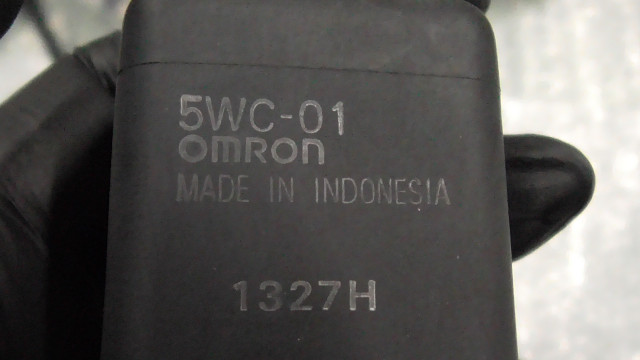 5WC-01
omron
MADE IN INDONESIA
1327H